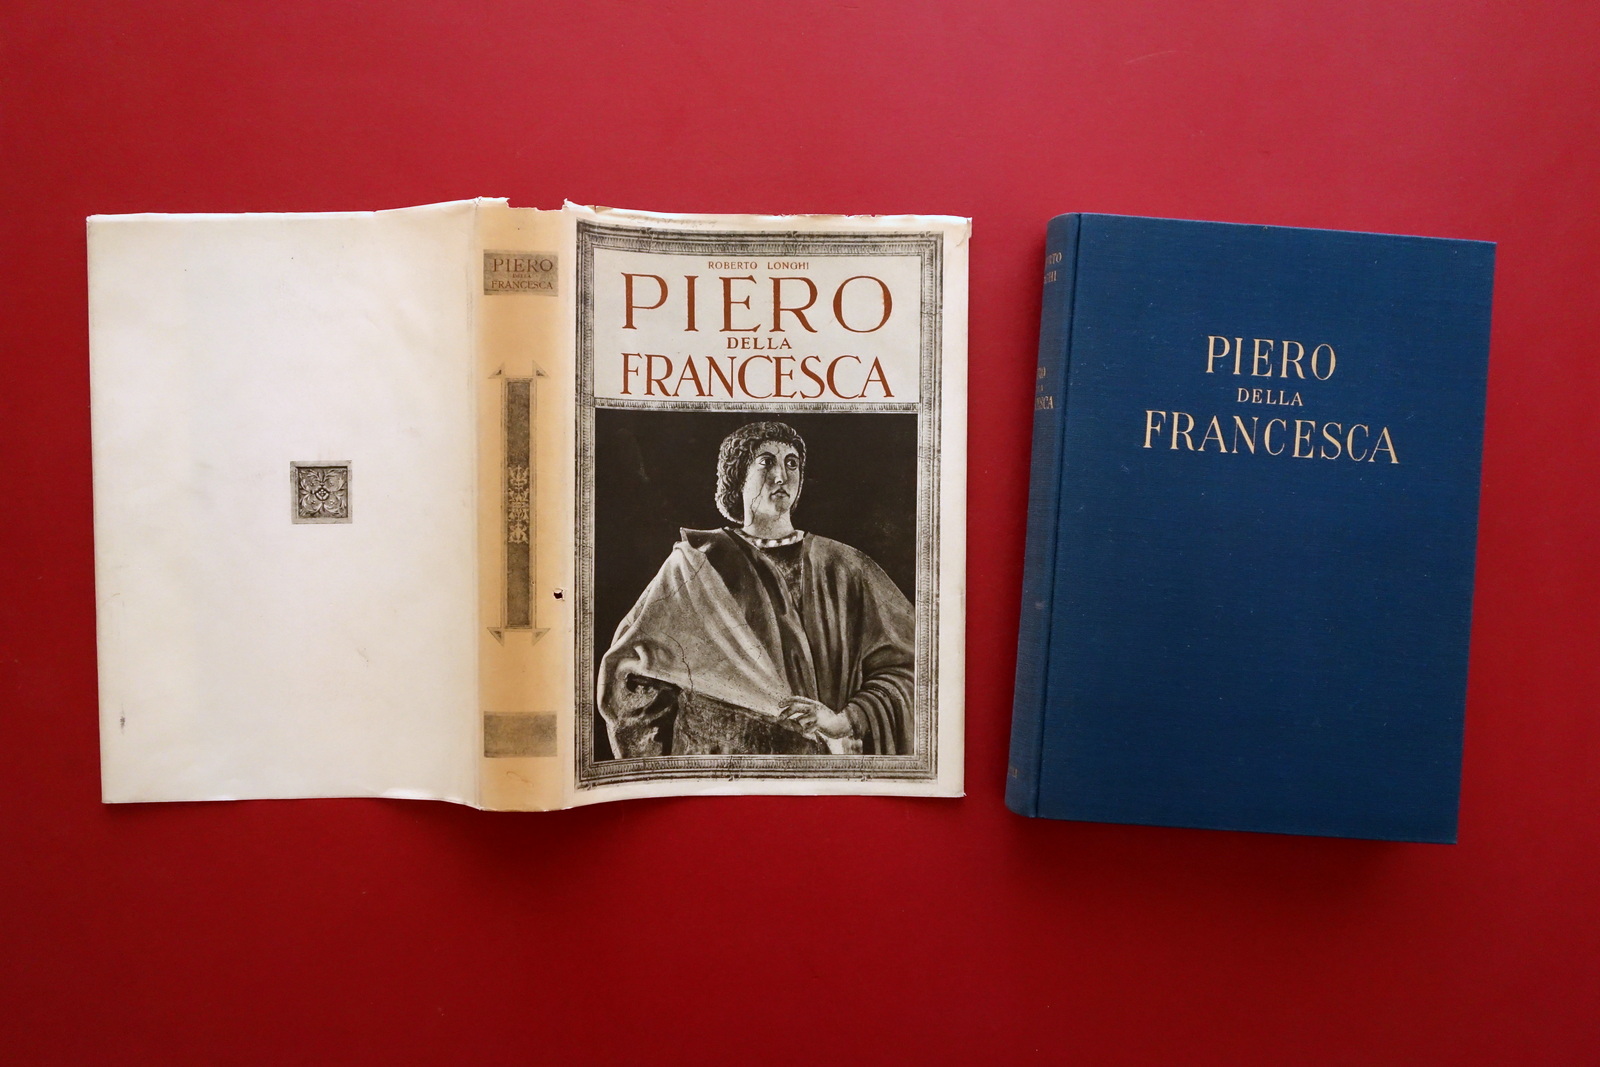 PIERO
DELLA
FRANCESCA
ROBERTO LONGHI
PIERO
DELLA
FRANCESCA
PIERO
DELLA
FRANCESCA